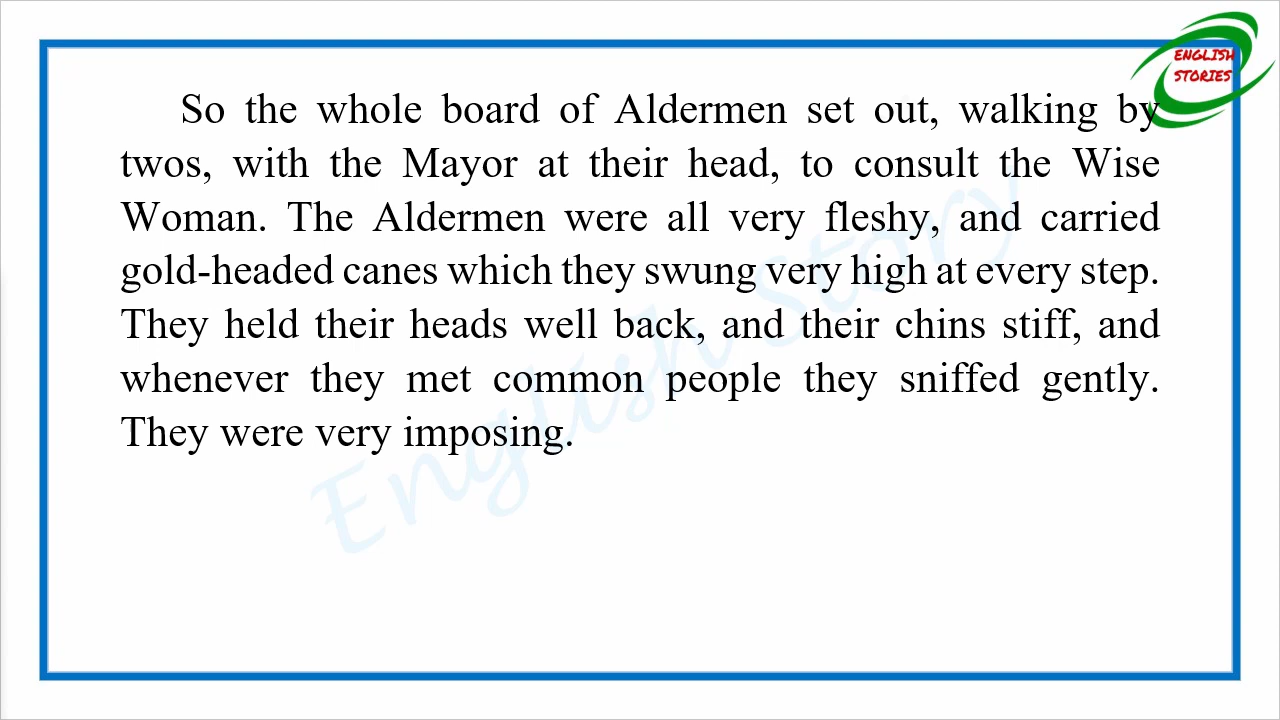 ENGLISH
STORIES
So the whole board of Aldermen set out, walking by
twos, with the Mayor at their head, to consult the Wise
Woman. The Aldermen were all very fleshy, and carried
gold-headed canes which they swung very high at every step.
They held their heads well back, and their chins stiff, and
whenever they met common people they sniffed gently.
They were very imposing.
English Story